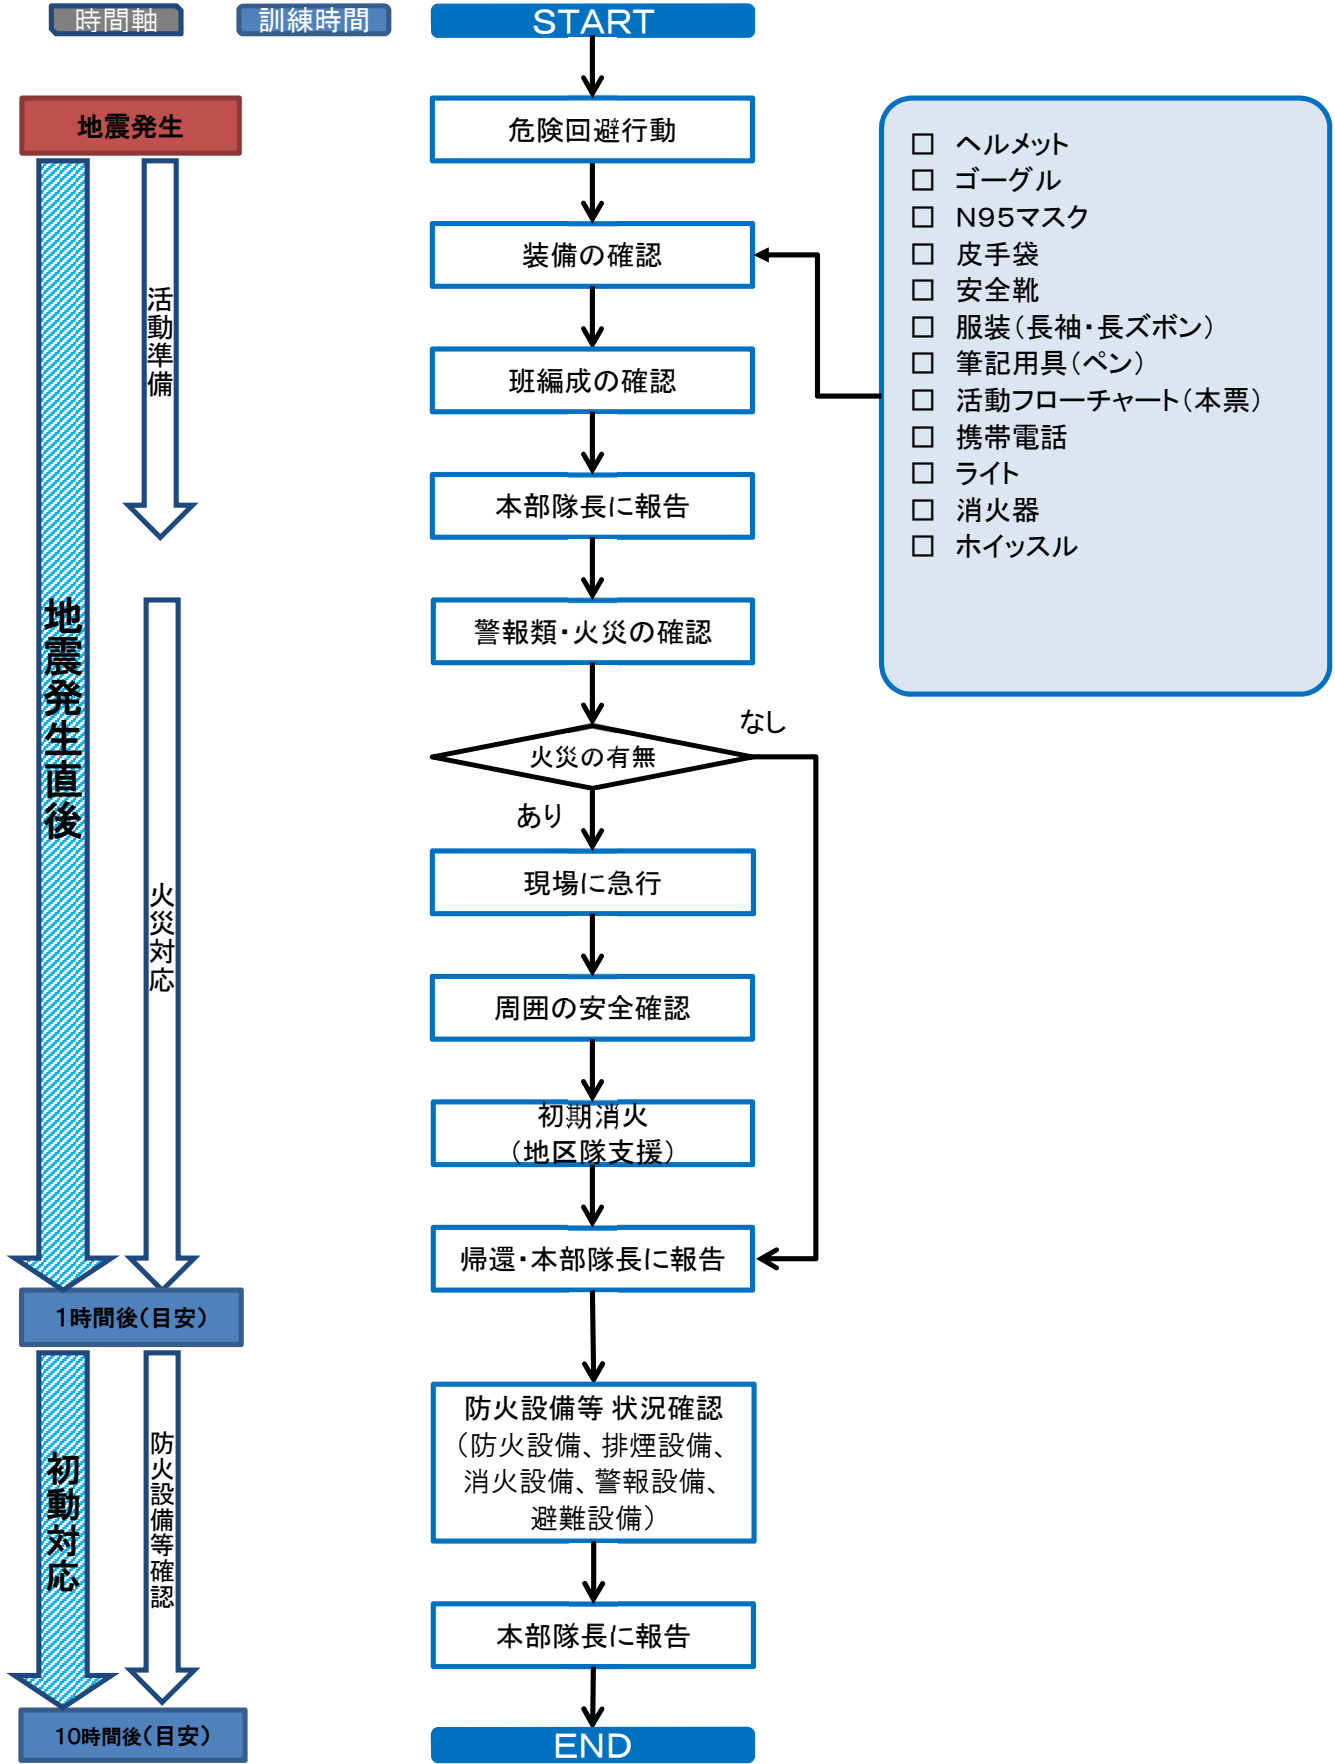 時間軸
訓練時間
START
地震発生
危険回避行動
装備の確認
班編成の確認
本部隊長に報告
警報類・火災の確認
火災の有無
なし
あり
現場に急行
周囲の安全確認
初期消火
(地区隊支援)
帰還・本部隊長に報告
防火設備等 状況確認
(防火設備、排煙設備、
消火設備、警報設備、
避難設備)
本部隊長に報告
END
□ ヘルメット
□ ゴーグル
□ N95マスク
□ 皮手袋
□ 安全靴
□ 服装(長袖・長ズボン)
□ 筆記用具(ペン)
□ 活動フローチャート(本票)
□ 携帯電話
□ ライト
□ 消火器
□ ホイッスル
地震発生直後
活動準備
火災対応
1時間後(目安)
初動対応
防火設備等確認
10時間後(目安)